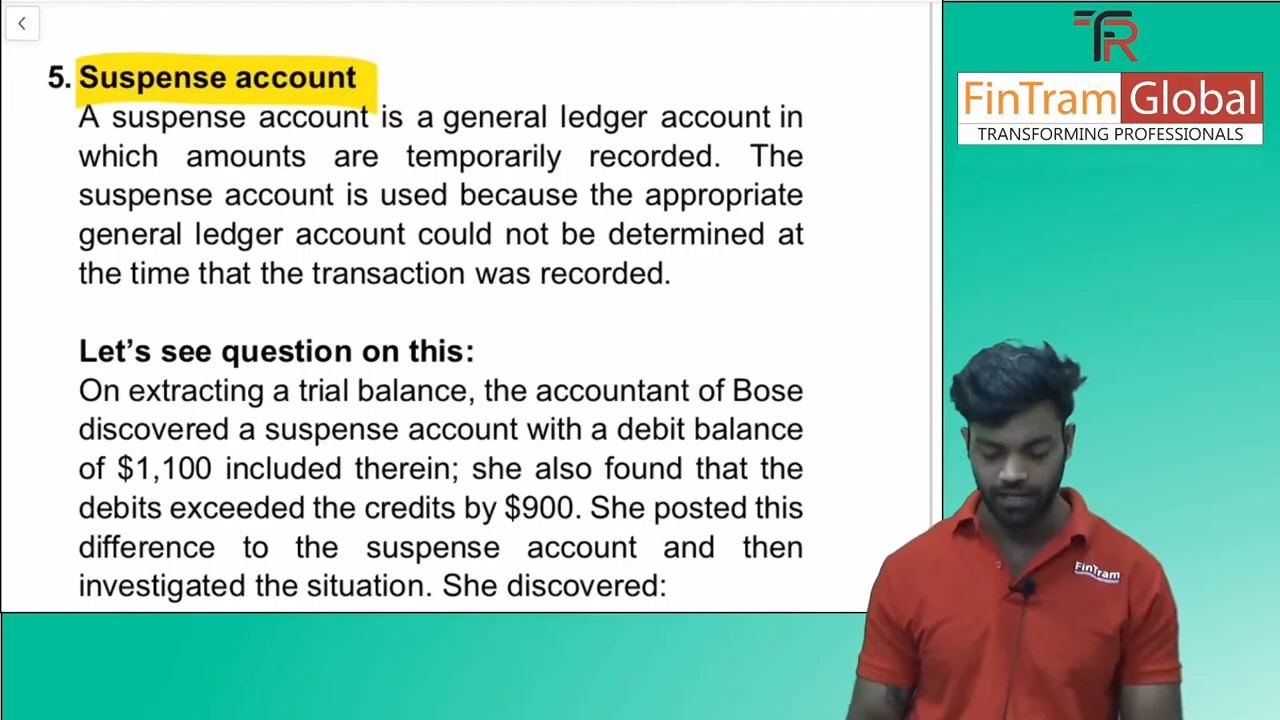 5. Suspense account
A suspense account is a general ledger account in
which amounts are temporarily recorded. The
suspense account is used because the appropriate
general ledger account could not be determined at
the time that the transaction was recorded.
Let's see question on this:
On extracting a trial balance, the accountant of Bose
discovered a suspense account with a debit balance
of $1,100 included therein; she also found that the
debits exceeded the credits by $900. She posted this
difference to the suspense account and then
investigated the situation. She discovered:
FinTram Global
TRANSFORMING PROFESSIONALS
FinTram